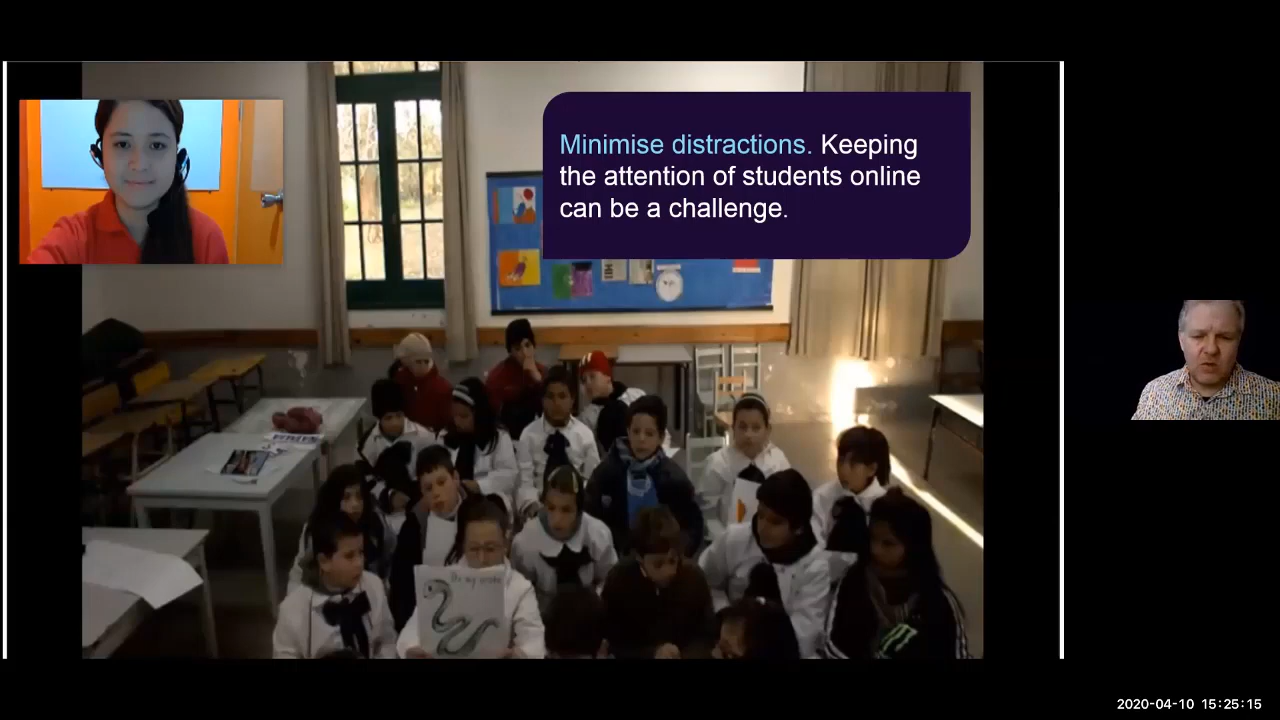 Minimise distractions. Keeping
the attention of students online
can be a challenge.
2020-04-10 15:25:15